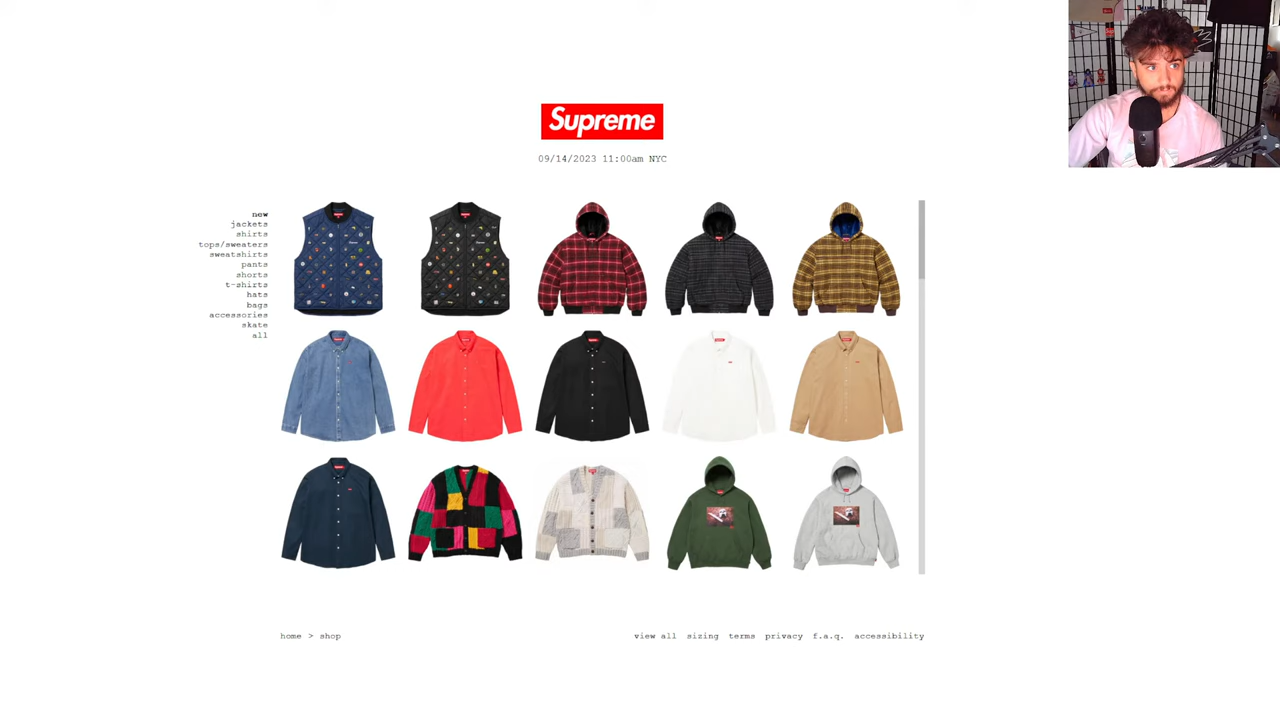 Supreme
09/14/2023 11:00am NYC
new
jackets
shirts
tops/sweaters
sweatshirts
pants
shorts
t-shirts
hats
bags
accessories
skate
all
home > shop
view all sizing terms privacy f.a.q. accessibility